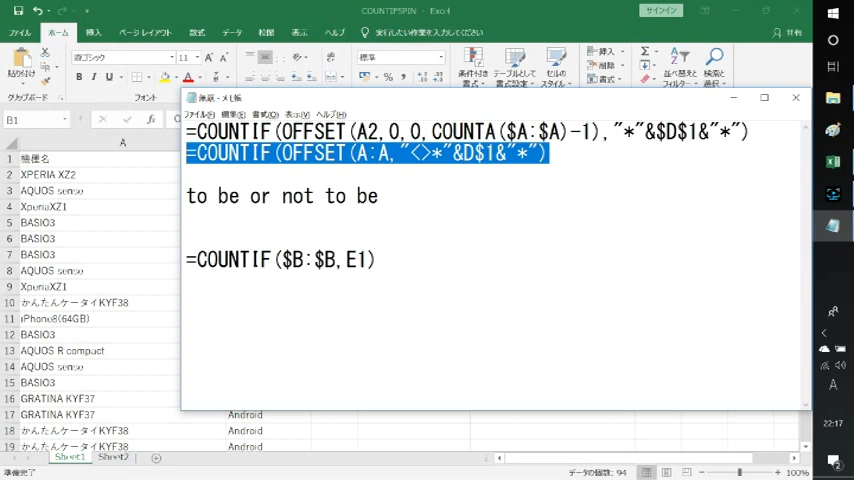 COUNTIFSPIN - Excel
サインイン
ファイル ホーム 挿入 ページ レイアウト 数式 データ 校閲 表示 ヘルプ 実行したい作業を入力してください 共有
貼り付け
游ゴシック 11
標準
条件付き書式
テーブルとして書式設定
セルのスタイル
挿入
削除
書式
並べ替えと
フィルター
検索と
選択
クリップボード フォント
無題 - メモ帳
ファイル(F) 編集(E) 書式(O) 表示(V) ヘルプ(H)
=COUNTIF(OFFSET(A2,0,0,COUNTA($A:$A)-1),"*"&$D$1&"*")
=COUNTIF(OFFSET(A:A,"<>*"&D$1&"*")
to be or not to be
=COUNTIF($B:$B,E1)
B1
A
1 機種名
2 XPERIA XZ2
3 AQUOS sense
4 XperiaXZ1
5 BASIO3
6 BASIO3
7 BASIO3
8 AQUOS sense
9 XperiaXZ1
10 かんたんケータイKYF38
11 iPhone8(64GB)
12 BASIO3
13 AQUOS R compact
14 AQUOS sense
15 BASIO3
16 GRATINA KYF37
17 GRATINA KYF37 Android
18 かんたんケータイKYF38 Android
19 かんたんケータイKYF38 Android
Sheet1 Sheet2
準備完了
データの個数: 94
100%
A
22:17
2